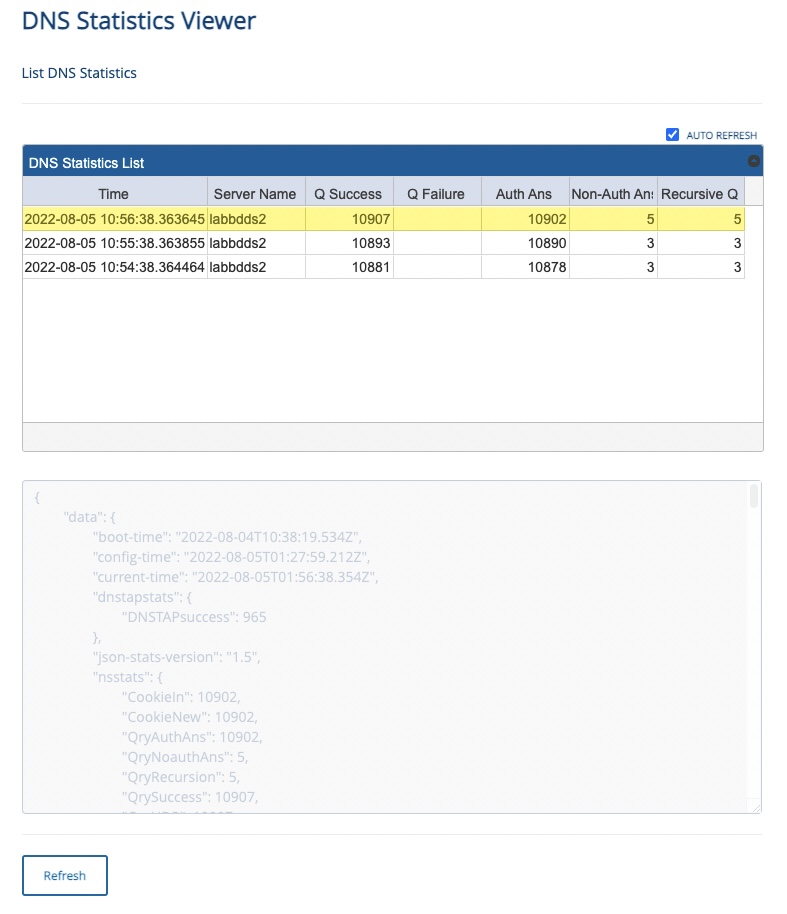 DNS Statistics Viewer
List DNS Statistics
AUTO REFRESH
DNS Statistics List
Time Server Name Q Success Q Failure Auth Ans Non-Auth Ans Recursive Q
2022-08-05 10:56:38.363645 labbdds2 10907 10902 5 5
2022-08-05 10:55:38.363855 labbdds2 10893 10890 3 3
2022-08-05 10:54:38.364464 labbdds2 10881 10878 3 3
{
"data": {
"boot-time": "2022-08-04T10:38:19.534Z",
"config-time": "2022-08-05T01:27:59.212Z",
"current-time": "2022-08-05T01:56:38.354Z",
"dnstapstats": {
"DNSTAPsuccess": 965
},
"json-stats-version": "1.5",
"nsstats": {
"CookieIn": 10902,
"CookieNew": 10902,
"QryAuthAns": 10902,
"QryNoauthAns": 5,
"QryRecursion": 5,
"QrySuccess": 10907,
Refresh